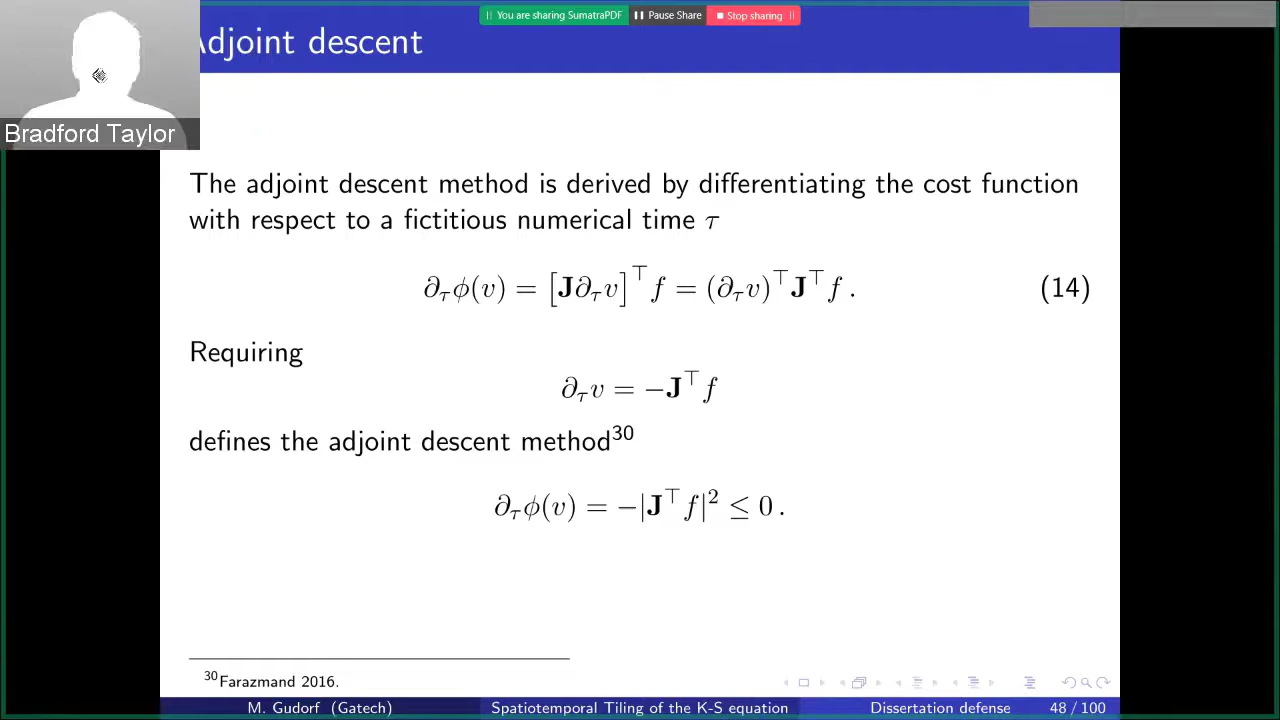 You are sharing SumatraPDF Pause Share Stop sharing
Adjoint descent
Bradford Taylor
The adjoint descent method is derived by differentiating the cost function
with respect to a fictitious numerical time τ
∂τϕ(v) = [J∂τv]⊤ f = (∂τv)⊤J⊤f . (14)
Requiring
∂τv = −J⊤f
defines the adjoint descent method30
∂τϕ(v) = −|J⊤f|2 ≤ 0 .
30Farazmand 2016.
M. Gudorf (Gatech) Spatiotemporal Tiling of the K-S equation Dissertation defense 48 / 100